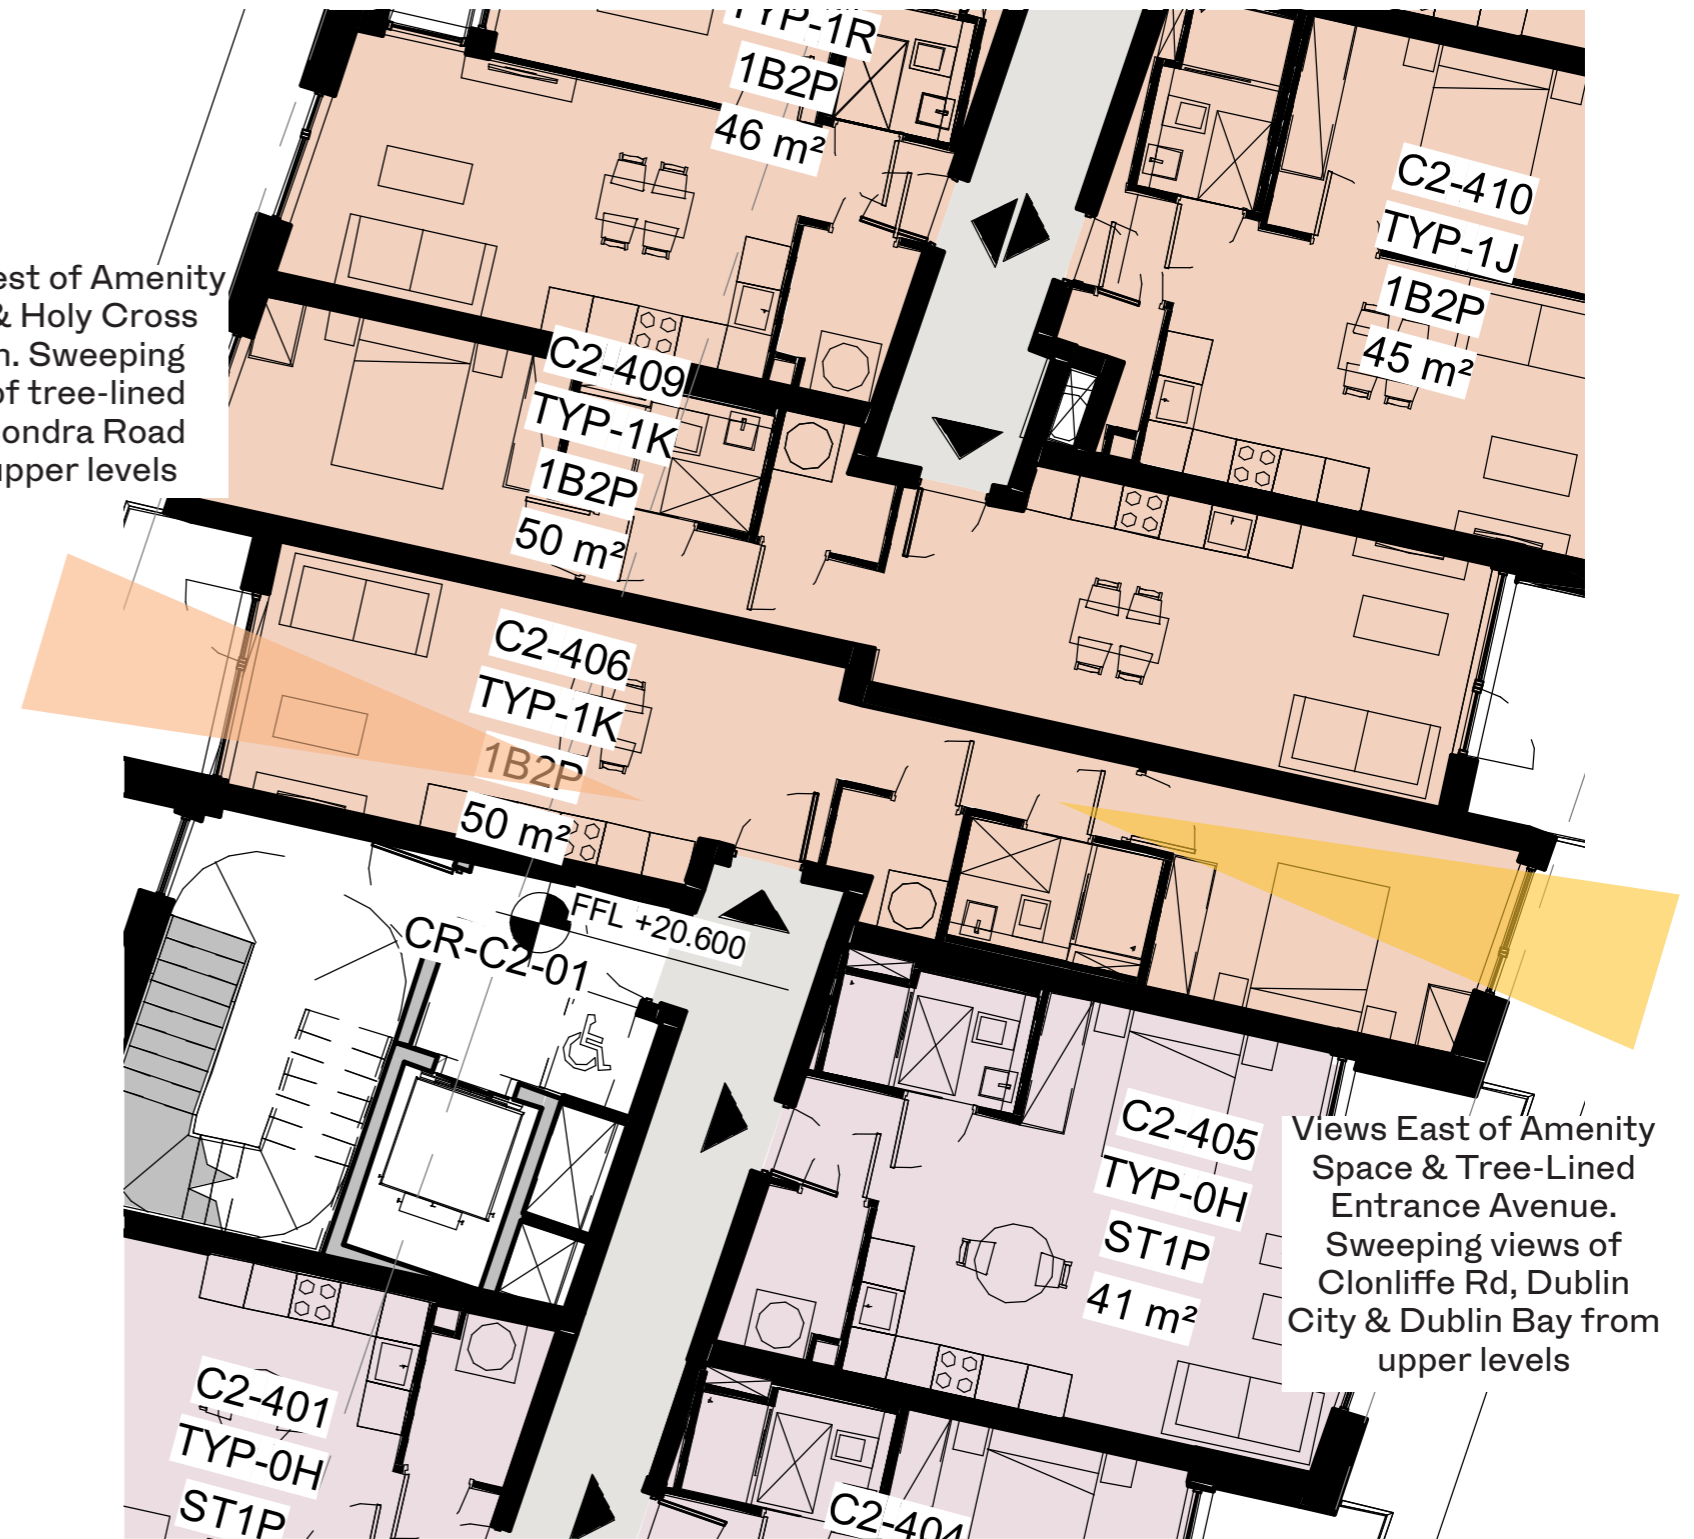 TYP-1R
1B2P
46 m²
C2-410
TYP-1J
1B2P
45 m²
est of Amenity
& Holy Cross
n. Sweeping
of tree-lined
ondra Road
upper levels
C2-409
TYP-1K
1B2P
50 m²
C2-406
TYP-1K
1B2P
50 m²
FFL +20.600
CR-C2-01
C2-405
TYP-0H
ST1P
41 m²
Views East of Amenity
Space & Tree-Lined
Entrance Avenue.
Sweeping views of
Clonliffe Rd, Dublin
City & Dublin Bay from
upper levels
C2-401
TYP-0H
ST1P
C2-404